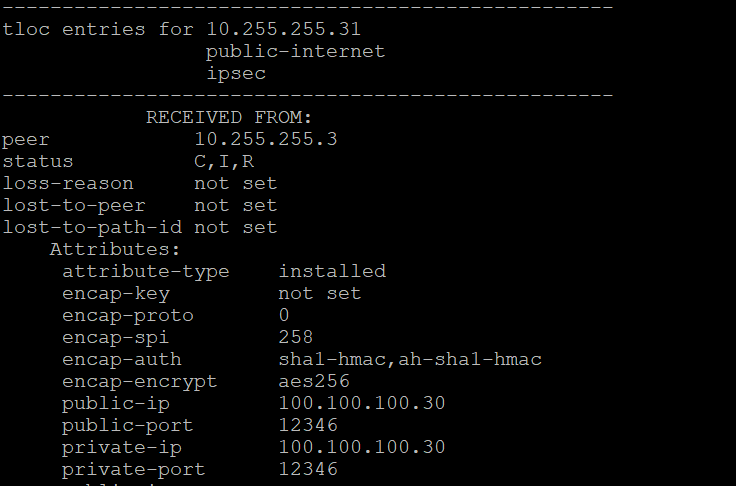 ---------------------------------------------------
tloc entries for 10.255.255.31
                 public-internet
                 ipsec
---------------------------------------------------
            RECEIVED FROM:
peer            10.255.255.3
status          C,I,R
loss-reason     not set
lost-to-peer    not set
lost-to-path-id not set
    Attributes:
     attribute-type    installed
     encap-key         not set
     encap-proto       0
     encap-spi         258
     encap-auth        sha1-hmac,ah-sha1-hmac
     encap-encrypt     aes256
     public-ip         100.100.100.30
     public-port       12346
     private-ip        100.100.100.30
     private-port      12346